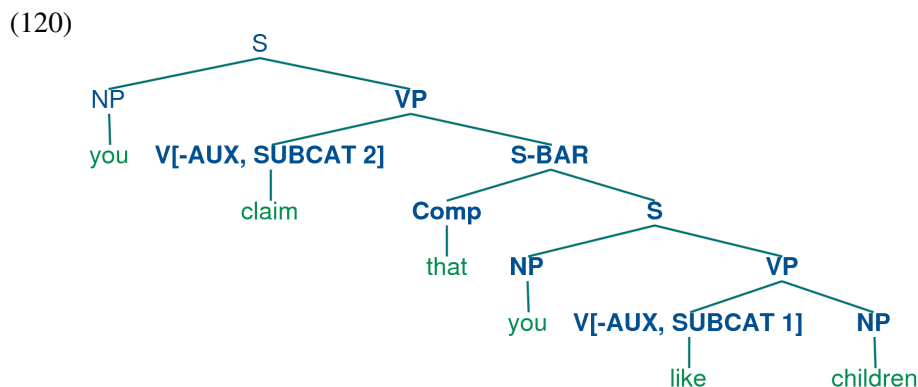 (120)
S
NP VP
you V[-AUX, SUBCAT 2] S-BAR
claim Comp S
that NP VP
you V[-AUX, SUBCAT 1] NP
like children